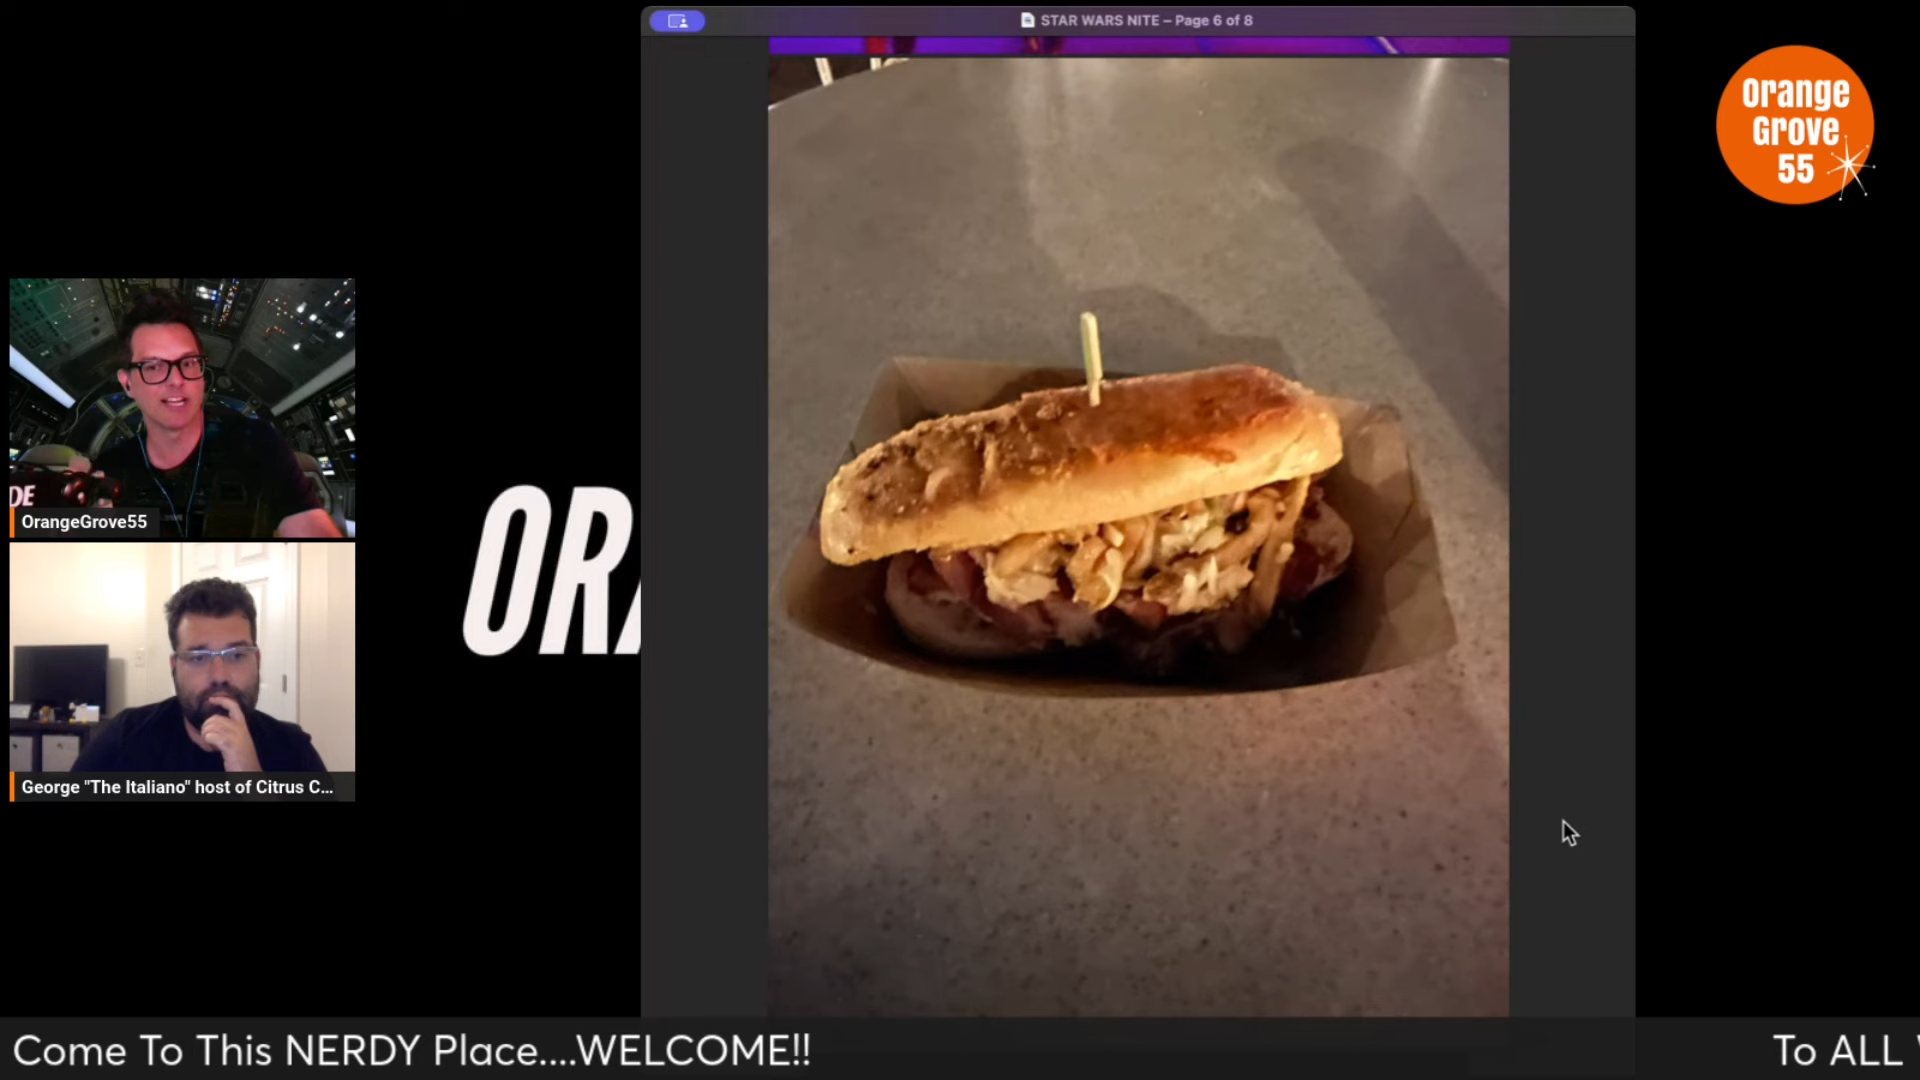 STAR WARS NITE – Page 6 of 8
Orange
Grove
55
DE
OrangeGrove55
OR
George "The Italiano" host of Citrus C...
Come To This NERDY Place....WELCOME!!
To ALL